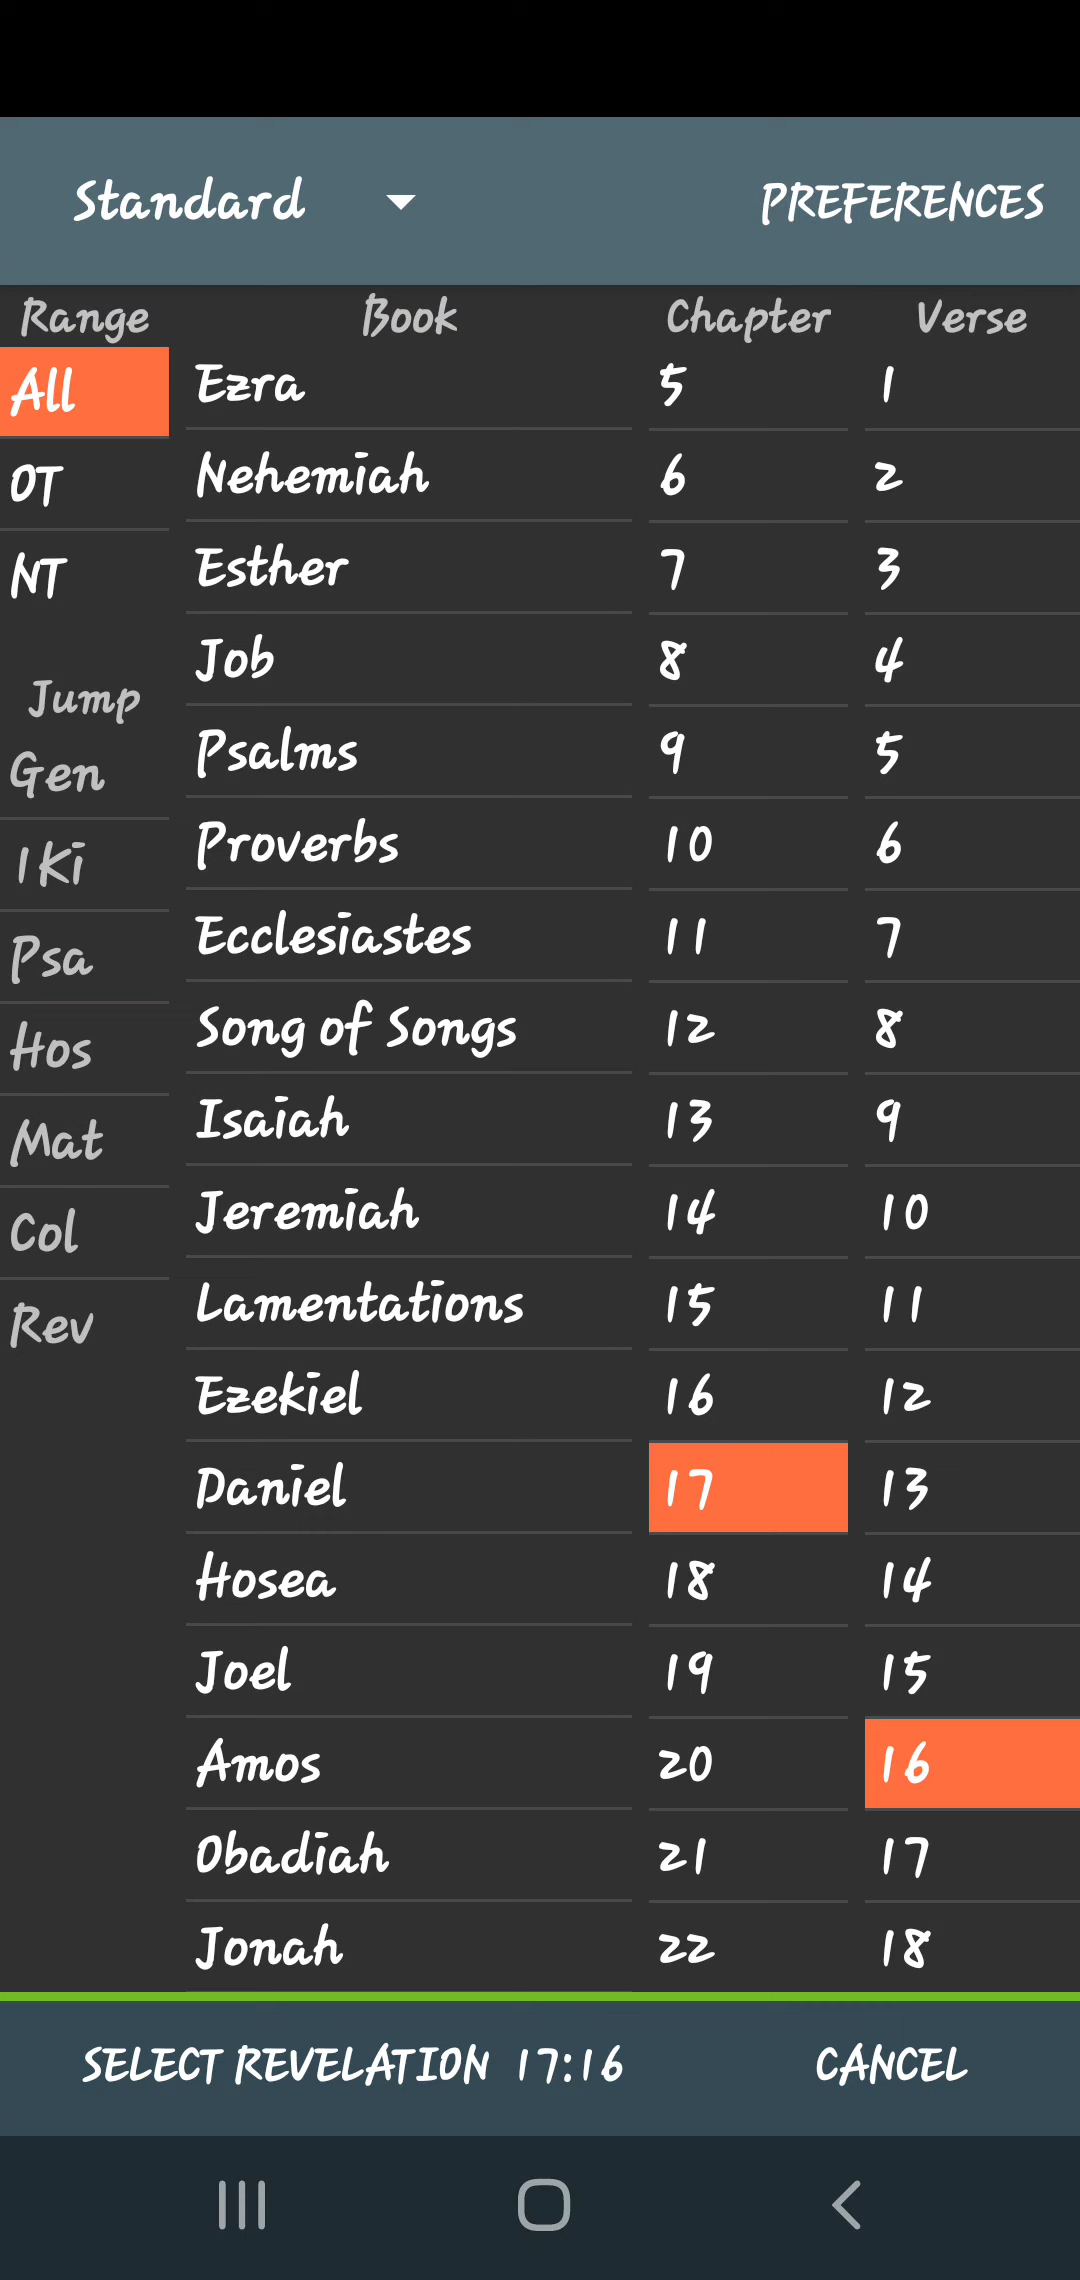 Standard
PREFERENCES
Range Book Chapter Verse
All
OT
NT
Jump
Gen
1Ki
Psa
Hos
Mat
Col
Rev
Ezra
Nehemiah
Esther
Job
Psalms
Proverbs
Ecclesiastes
Song of Songs
Isaiah
Jeremiah
Lamentations
Ezekiel
Daniel
Hosea
Joel
Amos
Obadiah
Jonah
5
6
7
8
9
10
11
12
13
14
15
16
17
18
19
20
21
22
1
2
3
4
5
6
7
8
9
10
11
12
13
14
15
16
17
18
SELECT REVELATION 17:16
CANCEL